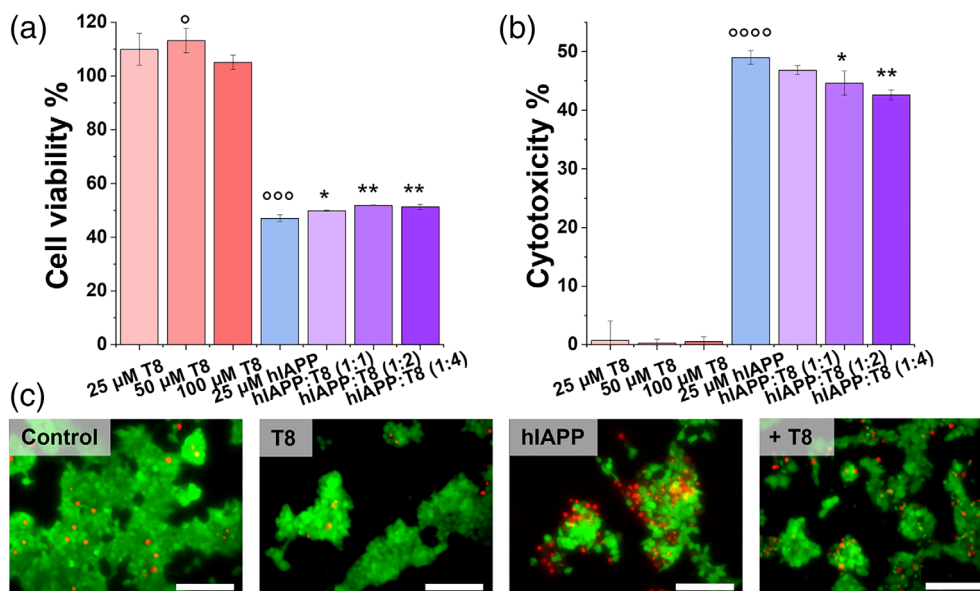 (a)
Cell viability %
120
100
80
60
40
20
0
°
°°°
*
**
**
25 µM T8
50 µM T8
100 µM T8
25 µM hIAPP
hIAPP:T8 (1:1)
hIAPP:T8 (1:2)
hIAPP:T8 (1:4)
(b)
Cytotoxicity %
50
40
30
20
10
0
°°°°
*
**
25 µM T8
50 µM T8
100 µM T8
25 µM hIAPP
hIAPP:T8 (1:1)
hIAPP:T8 (1:2)
hIAPP:T8 (1:4)
(c)
Control
T8
hIAPP
+ T8